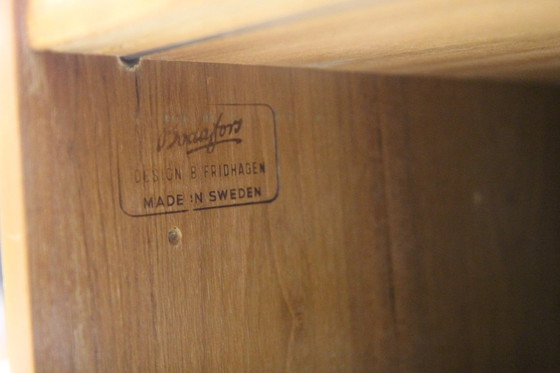 Bodafors
DESIGN B FRIDHAGEN
MADE IN SWEDEN